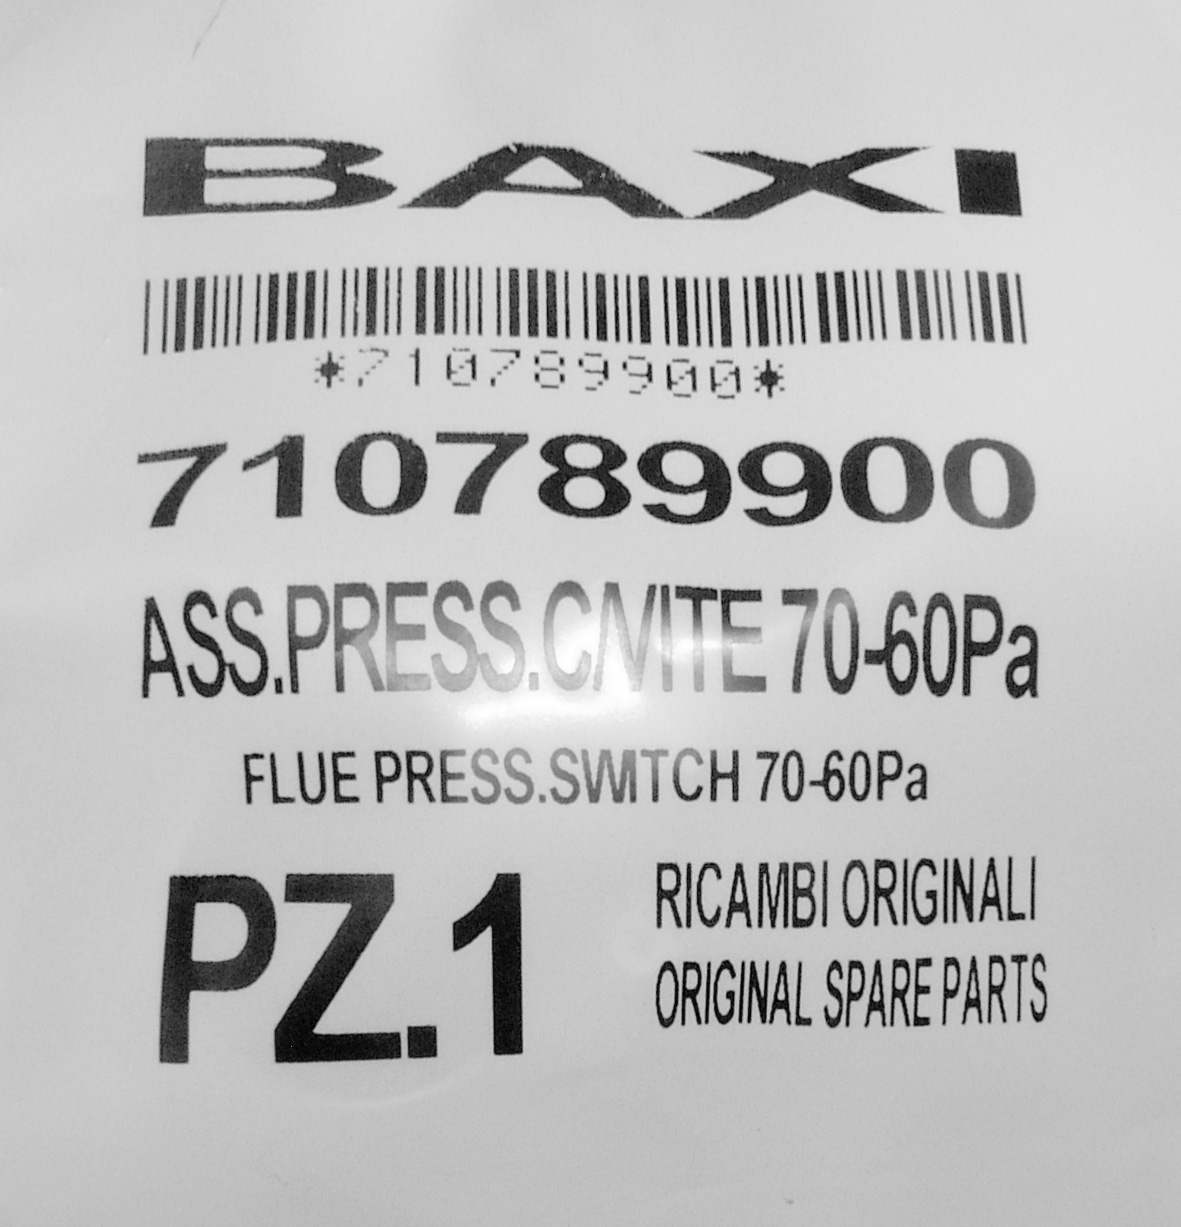 BAXI
*710789900*
710789900
ASS.PRESS.C/VITE 70-60Pa
FLUE PRESS.SWITCH 70-60Pa
PZ.1
RICAMBI ORIGINALI
ORIGINAL SPARE PARTS